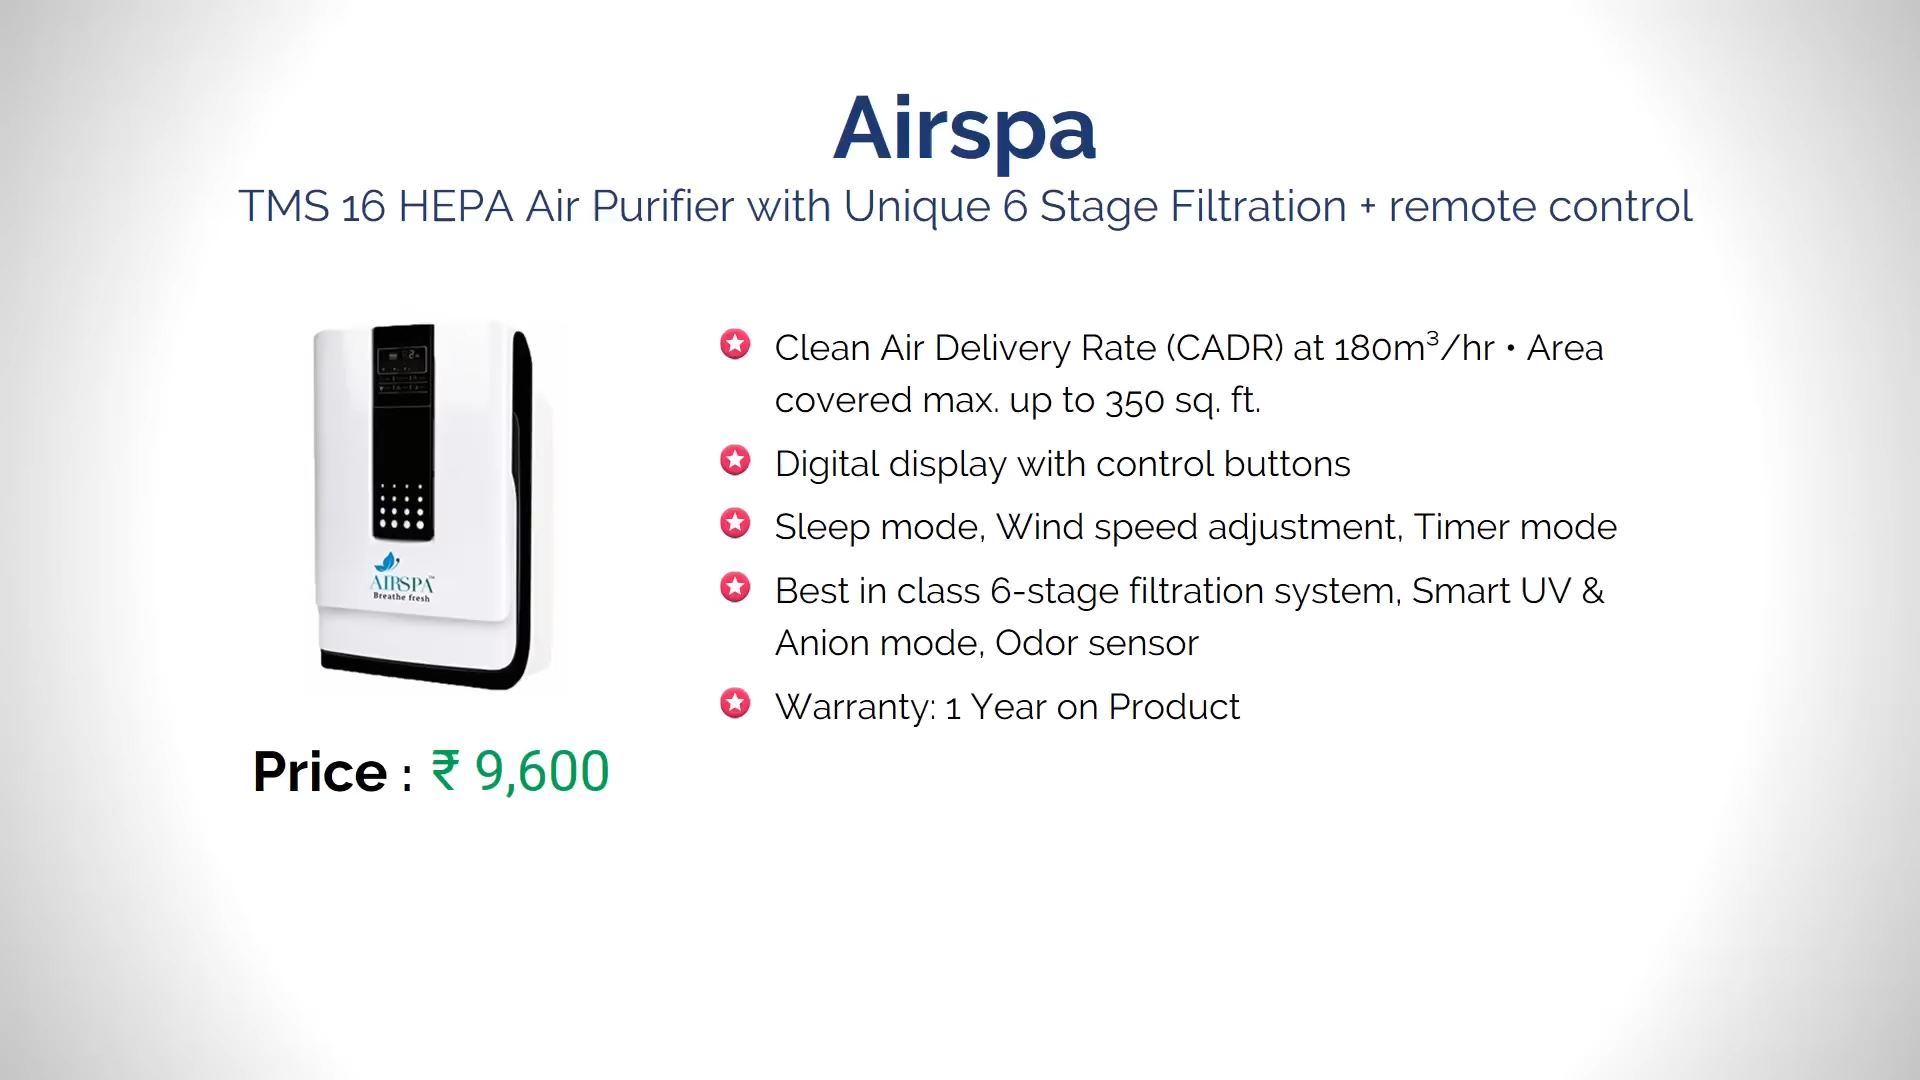 Airspa
TMS 16 HEPA Air Purifier with Unique 6 Stage Filtration + remote control
Clean Air Delivery Rate (CADR) at 180m³/hr • Area
covered max. up to 350 sq. ft.
Digital display with control buttons
Sleep mode, Wind speed adjustment, Timer mode
Best in class 6-stage filtration system, Smart UV &
Anion mode, Odor sensor
Warranty: 1 Year on Product
AIRSPA™
Breathe fresh
Price : ₹ 9,600